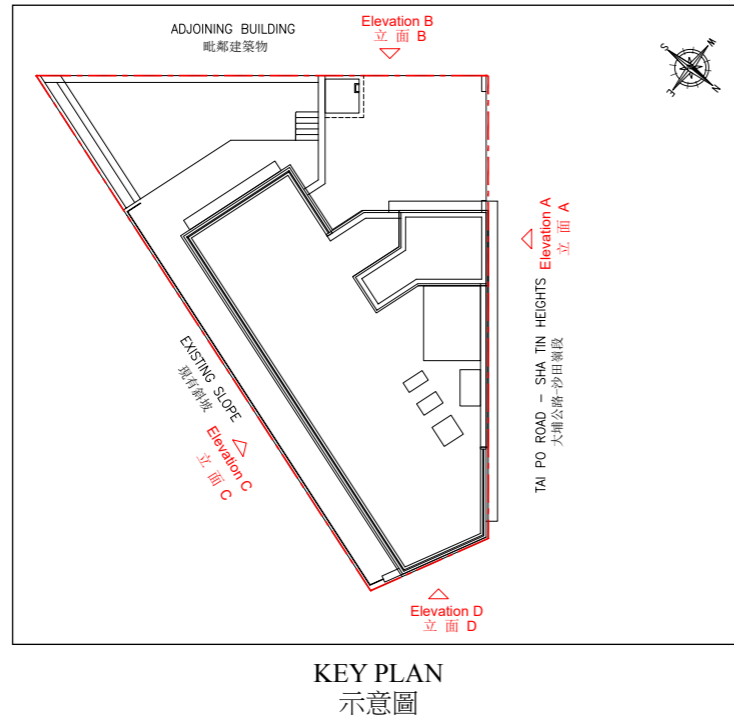 ADJOINING BUILDING
毗鄰建築物
Elevation B
立 面 B
S
W
E
N
Elevation A
立 面 A
TAI PO ROAD – SHA TIN HEIGHTS
大埔公路–沙田嶺段
EXISTING SLOPE
現有斜坡
Elevation C
立 面 C
Elevation D
立 面 D
KEY PLAN
示意圖